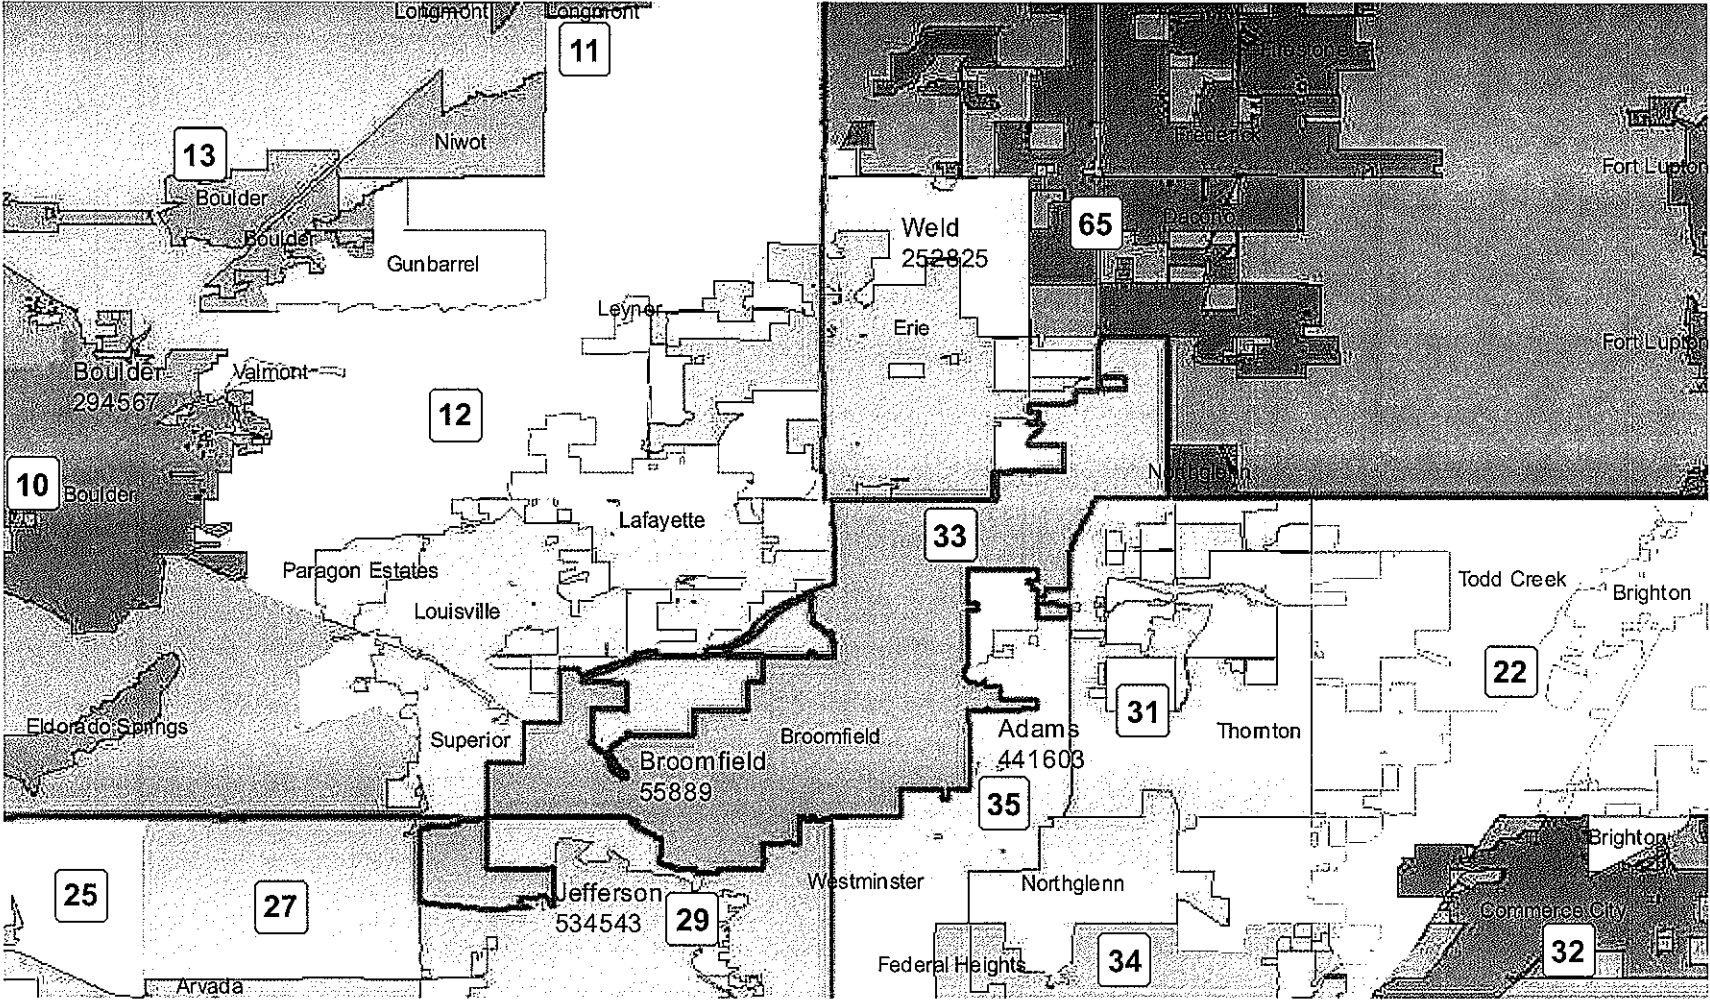 Longmont
Longmont
11
Firestone
13
Niwot
Frederick
Fort Lupton
Boulder
65
Dacono
Weld
252825
Boulder
Gunbarrel
Leyner
Erie
Fort Lupton
Boulder
294567
Valmont
12
10
Boulder
Northglenn
Lafayette
33
Paragon Estates
Louisville
Todd Creek
Brighton
22
31
Eldorado Springs
Superior
Broomfield
Adams
441603
Thornton
Broomfield
55889
35
Brighton
25
27
Jefferson
534543
29
Westminster
Northglenn
Commerce City
Federal Heights
34
32
Arvada